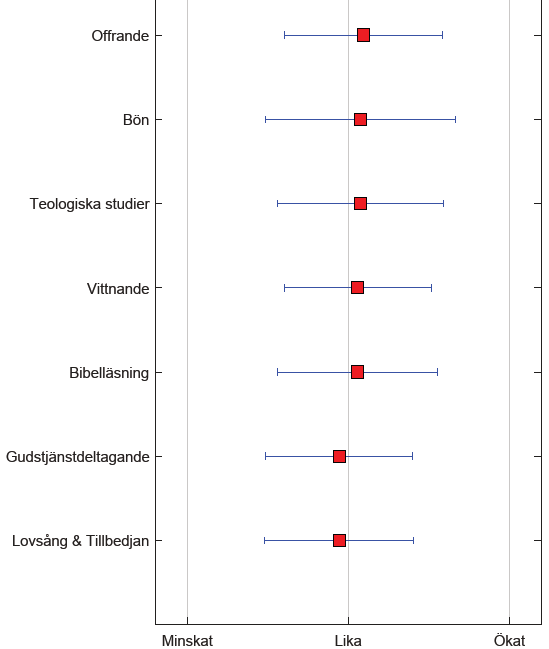 Offrande
Bön
Teologiska studier
Vittnande
Bibelläsning
Gudstjänstdeltagande
Lovsång & Tillbedjan
Minskat Lika Ökat